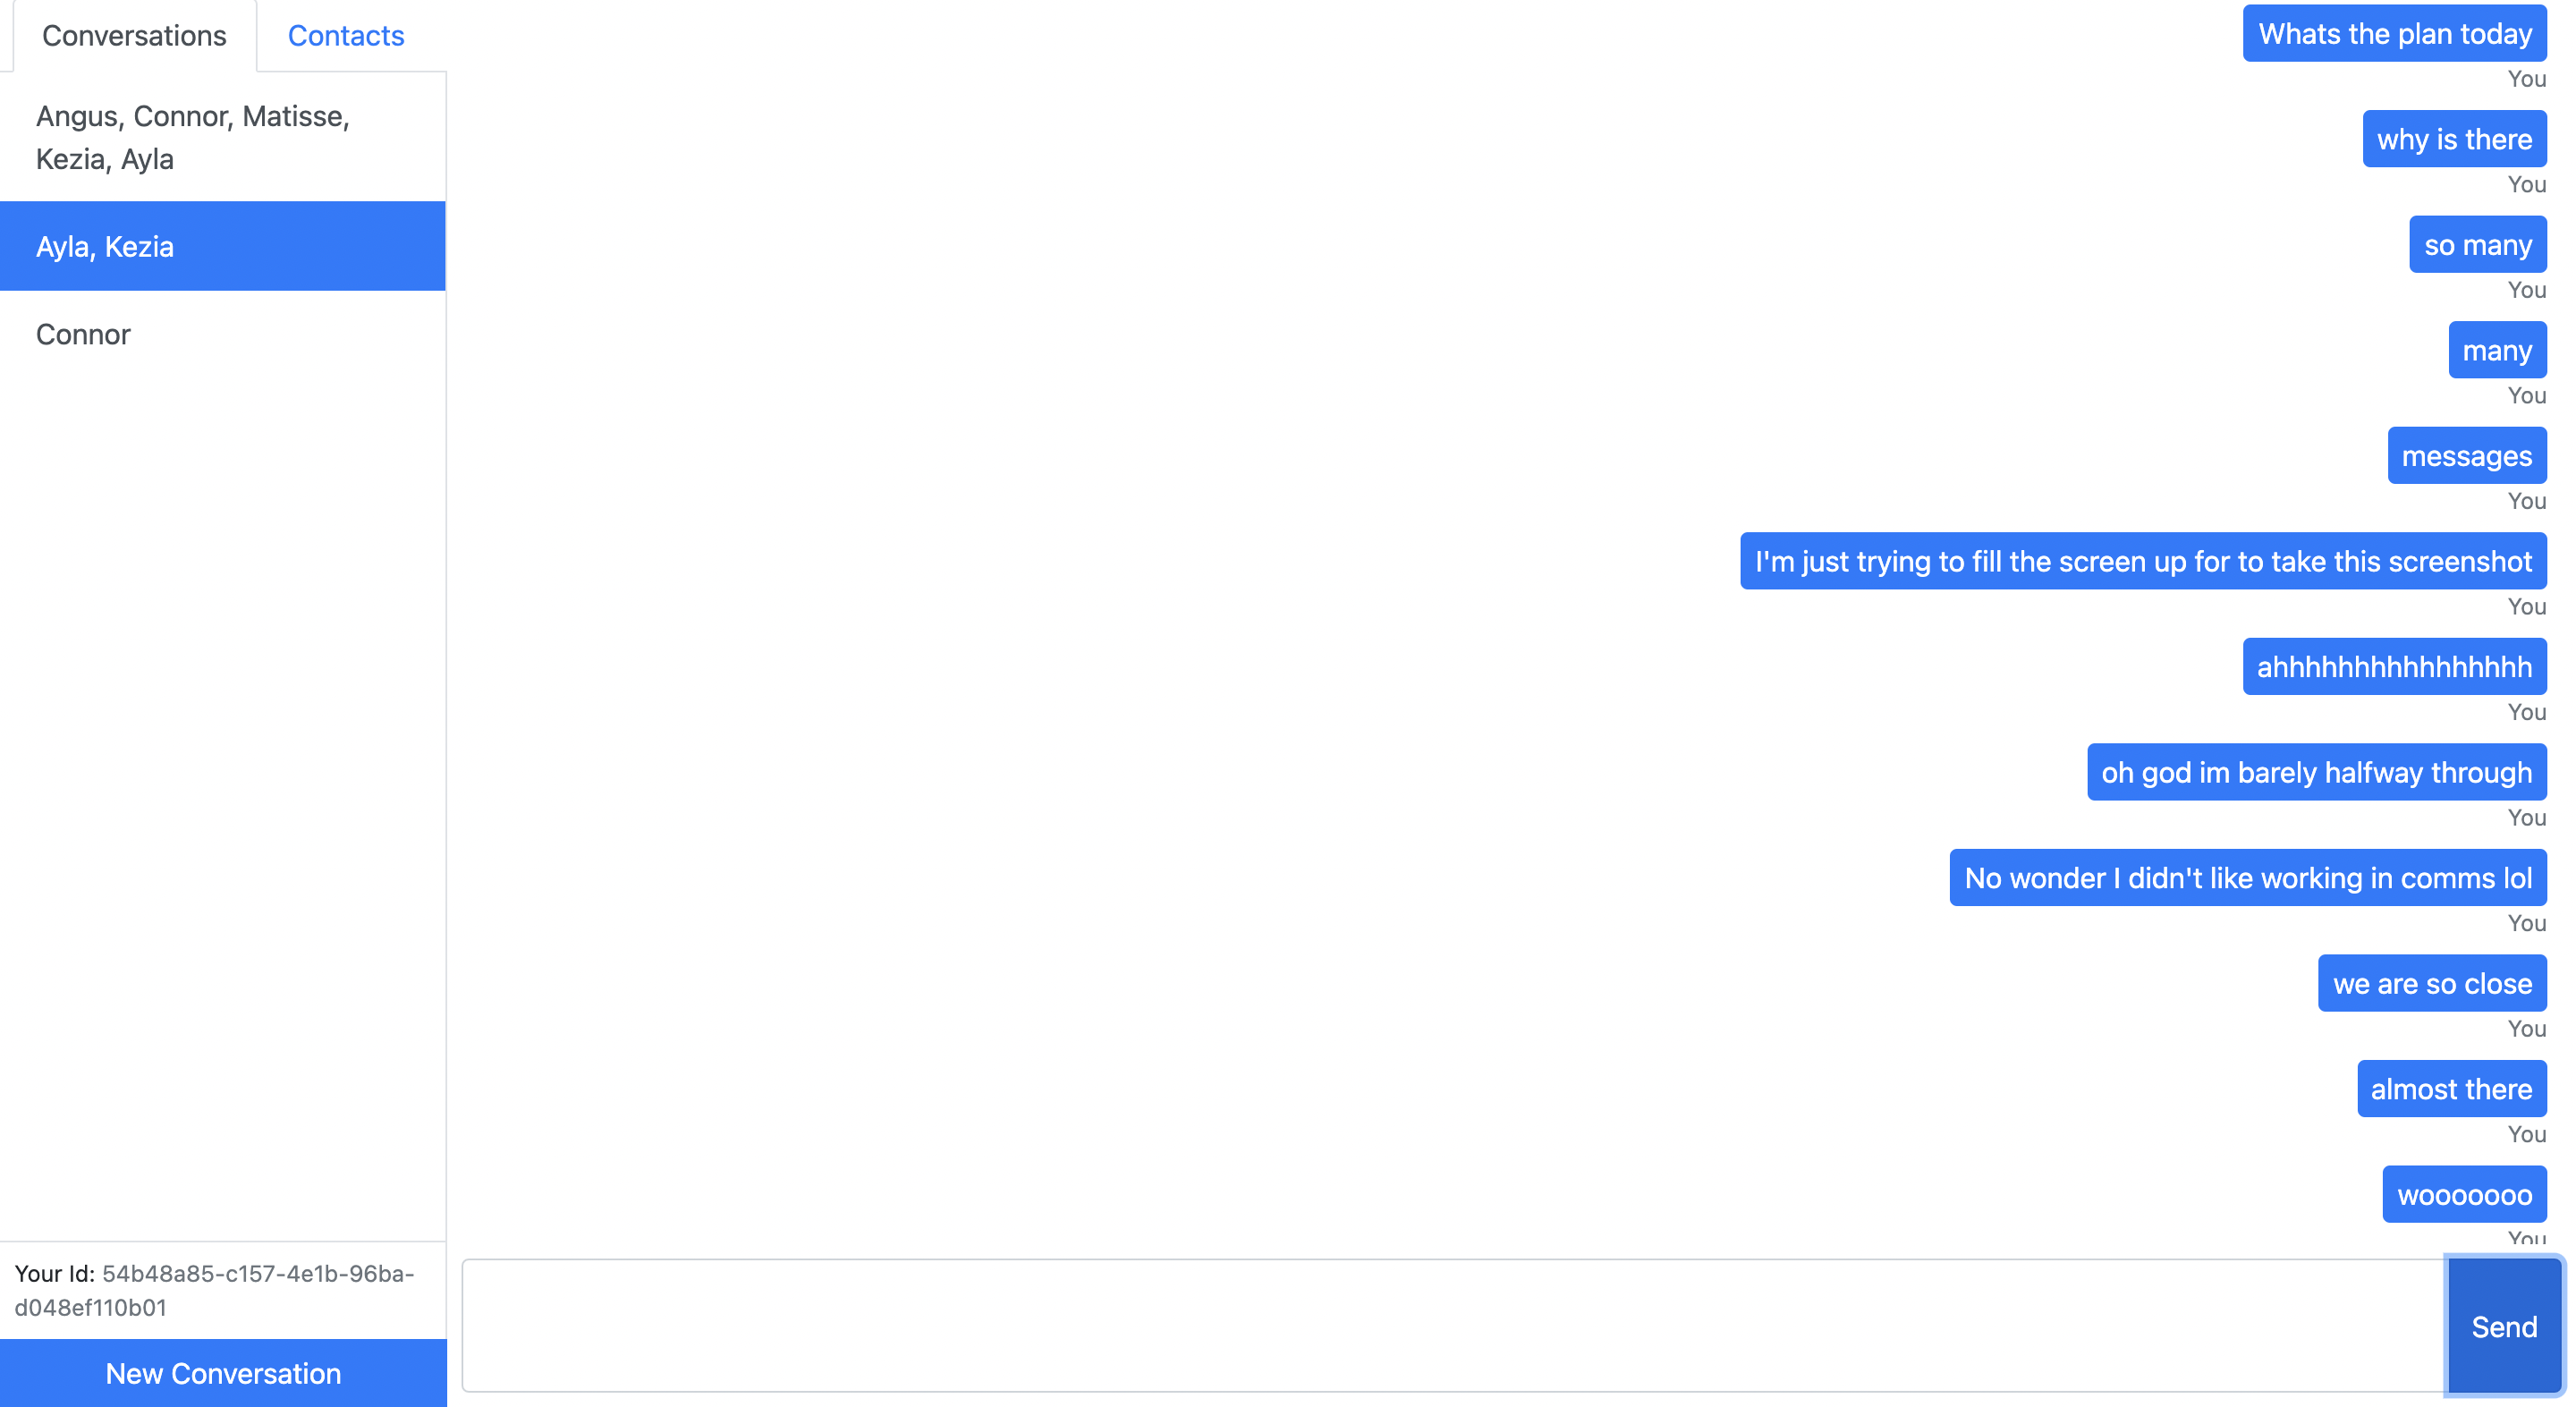 Conversations
Contacts
Angus, Connor, Matisse,
Kezia, Ayla
Ayla, Kezia
Connor
Your Id: 54b48a85-c157-4e1b-96ba-
d048ef110b01
New Conversation
Whats the plan today
You
why is there
You
so many
You
many
You
messages
You
I'm just trying to fill the screen up for to take this screenshot
You
ahhhhhhhhhhhhhhhh
You
oh god im barely halfway through
You
No wonder I didn't like working in comms lol
You
we are so close
You
almost there
You
wooooooo
You
Send